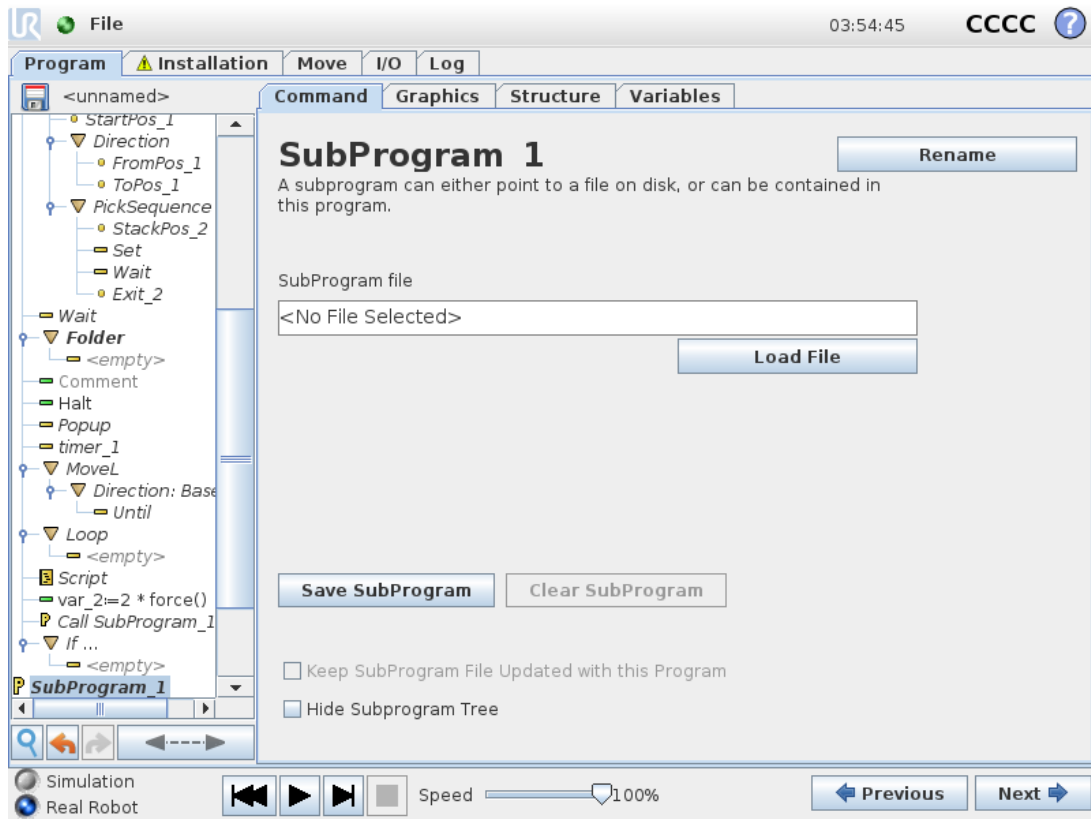 UR File 03:54:45 CCCC ?
Program Installation Move I/O Log
<unnamed>
StartPos_1
Direction
FromPos_1
ToPos_1
PickSequence
StackPos_2
Set
Wait
Exit_2
Wait
Folder
<empty>
Comment
Halt
Popup
timer_1
MoveL
Direction: Base
Until
Loop
<empty>
Script
var_2:=2 * force()
Call SubProgram_1
If ...
<empty>
SubProgram_1
Command Graphics Structure Variables
SubProgram 1
Rename
A subprogram can either point to a file on disk, or can be contained in
this program.
SubProgram file
<No File Selected>
Load File
Save SubProgram Clear SubProgram
Keep SubProgram File Updated with this Program
Hide Subprogram Tree
Simulation
Real Robot
Speed 100%
Previous Next